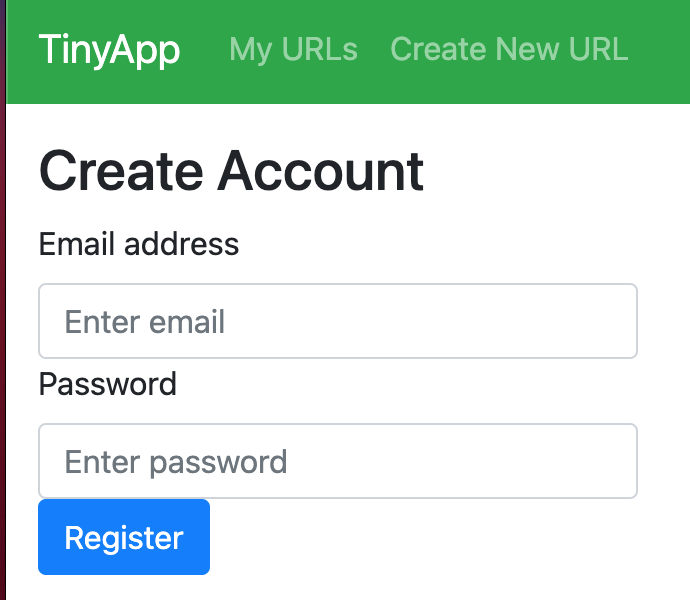 TinyApp My URLs Create New URL
Create Account
Email address
Enter email
Password
Enter password
Register